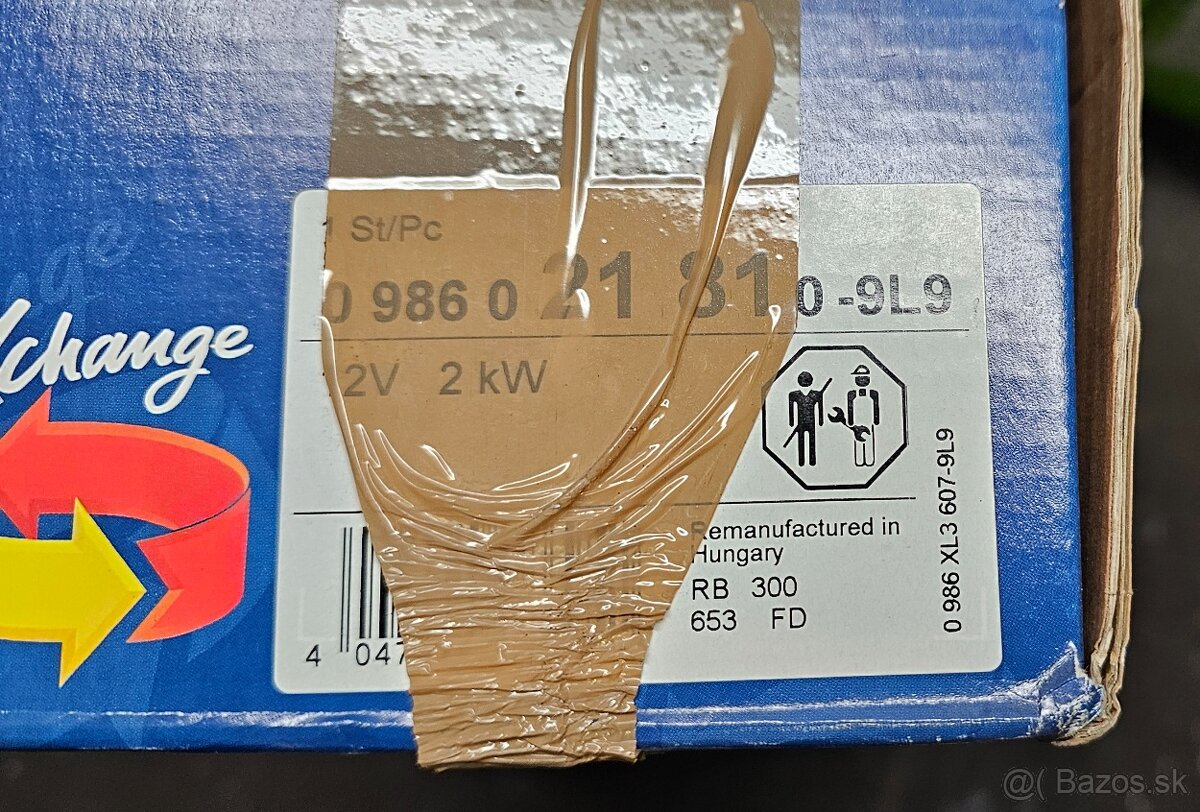 1 St/Pc
0 986 0 21 81 0 -9L9
2V 2 kW
change
Remanufactured in
Hungary
RB 300
653 FD
4 047
0 986 XL3 607-9L9
@( Bazos.sk